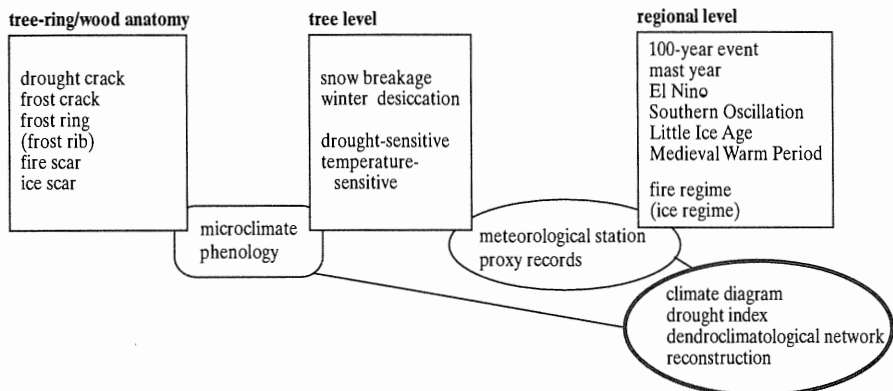 tree-ring/wood anatomy
drought crack
frost crack
frost ring
(frost rib)
fire scar
ice scar
tree level
snow breakage
winter desiccation
drought-sensitive
temperature-
sensitive
regional level
100-year event
mast year
El Nino
Southern Oscillation
Little Ice Age
Medieval Warm Period
fire regime
(ice regime)
microclimate
phenology
meteorological station
proxy records
climate diagram
drought index
dendroclimatological network
reconstruction